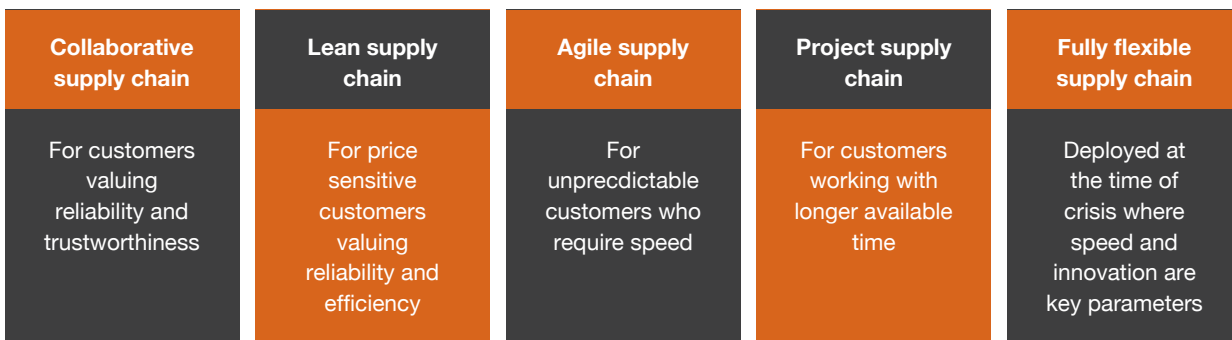 Collaborative
supply chain
For customers
valuing
reliability and
trustworthiness
Lean supply
chain
For price
sensitive
customers
valuing
reliability and
efficiency
Agile supply
chain
For
unprecdictable
customers who
require speed
Project supply
chain
For customers
working with
longer available
time
Fully flexible
supply chain
Deployed at
the time of
crisis where
speed and
innovation are
key parameters